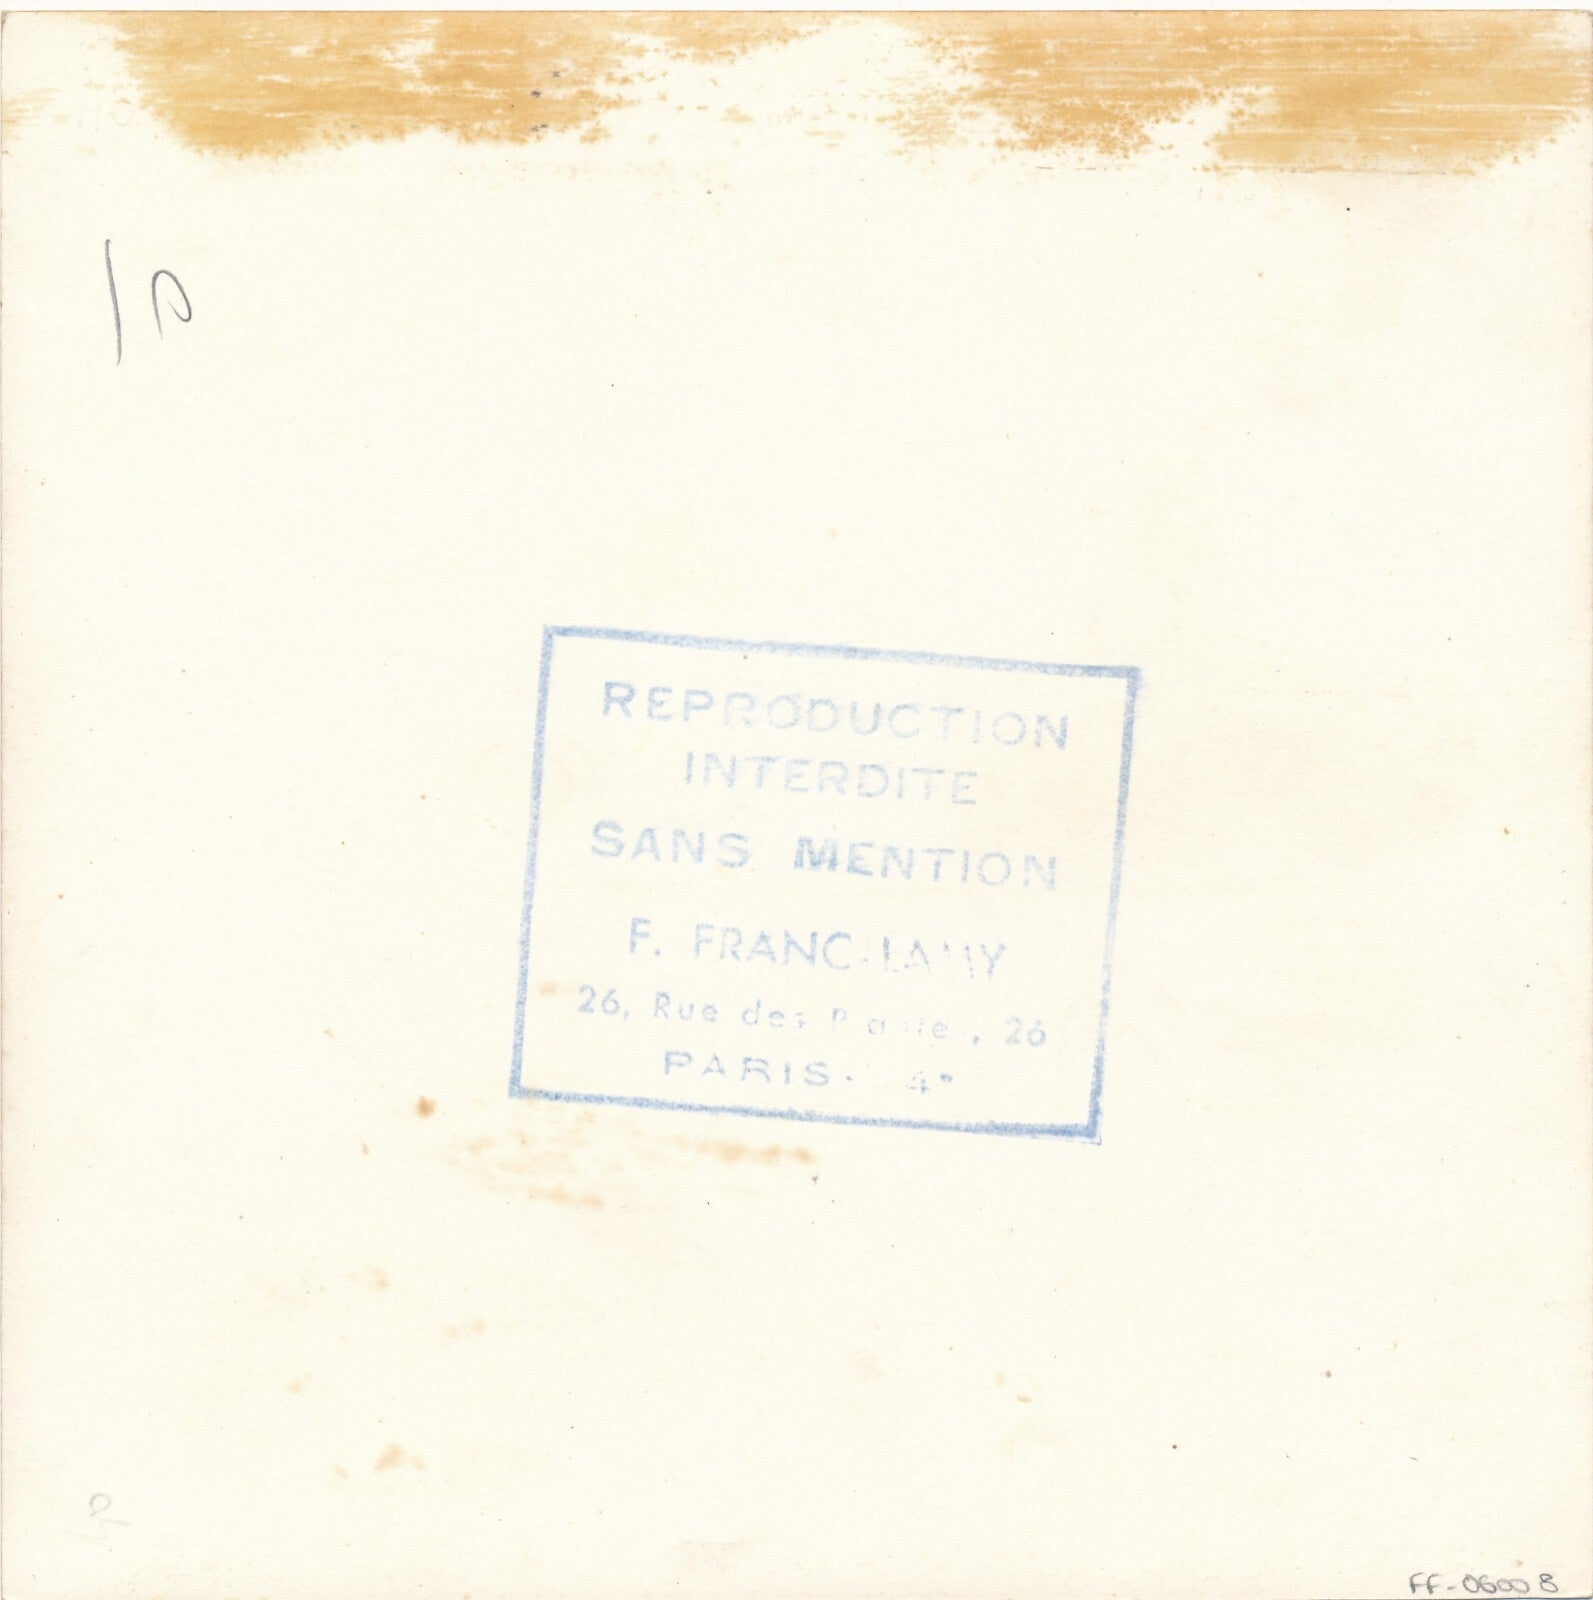 10
REPRODUCTION
INTERDITE
SANS MENTION
F. FRANC-LAMY
26, Rue des , 26
PARIS-
FF-06008